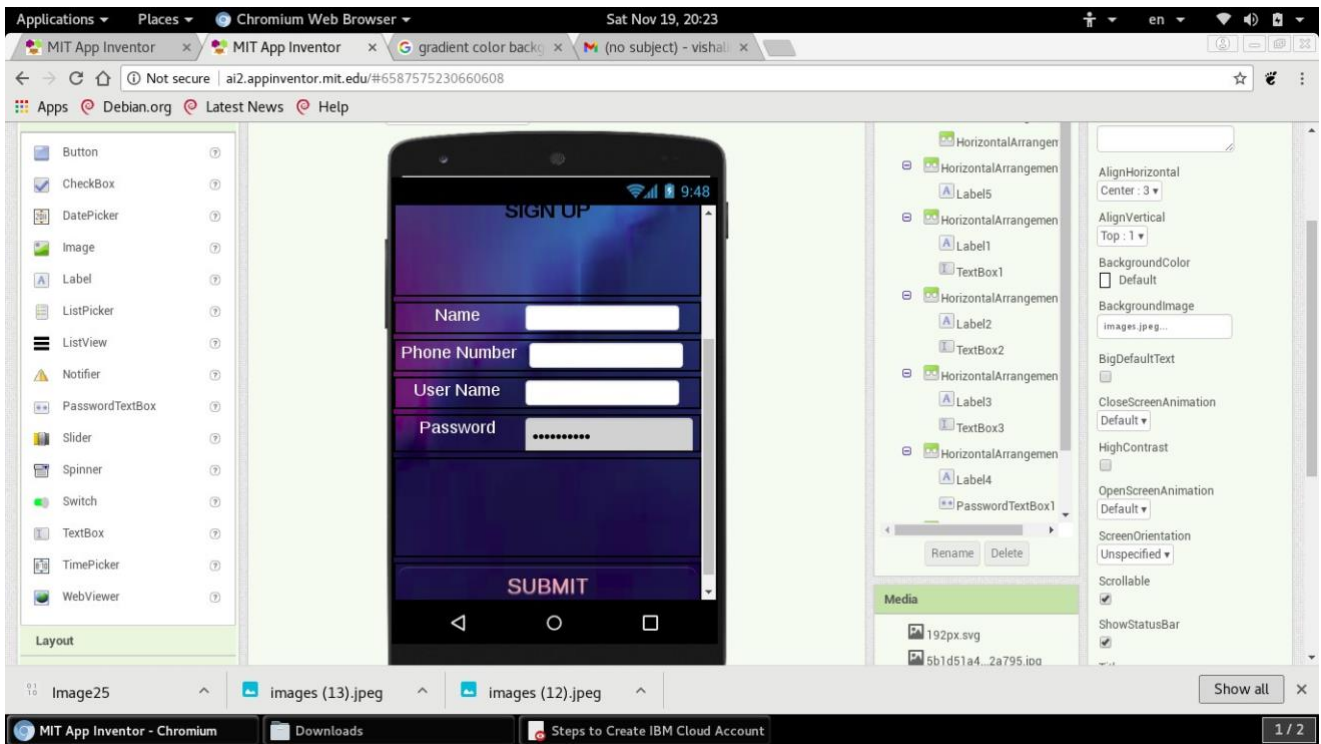 Applications Places Chromium Web Browser Sat Nov 19, 20:23 en
MIT App Inventor MIT App Inventor gradient color backg (no subject) - vishali
Not secure ai2.appinventor.mit.edu/#6587575230660608
Apps Debian.org Latest News Help
Button
CheckBox
DatePicker
Image
Label
ListPicker
ListView
Notifier
PasswordTextBox
Slider
Spinner
Switch
TextBox
TimePicker
WebViewer
Layout
9:48
SIGN UP
Name
Phone Number
User Name
Password
SUBMIT
HorizontalArrangem
HorizontalArrangemen
Label5
HorizontalArrangemen
Label1
TextBox1
HorizontalArrangemen
Label2
TextBox2
HorizontalArrangemen
Label3
TextBox3
HorizontalArrangemen
Label4
PasswordTextBox1
Rename Delete
Media
192px.svg
5b1d51a4...2a795.jpg
AlignHorizontal
Center : 3
AlignVertical
Top : 1
BackgroundColor
Default
BackgroundImage
images.jpeg...
BigDefaultText
CloseScreenAnimation
Default
HighContrast
OpenScreenAnimation
Default
ScreenOrientation
Unspecified
Scrollable
ShowStatusBar
Image25 images (13).jpeg images (12).jpeg Show all
MIT App Inventor - Chromium Downloads Steps to Create IBM Cloud Account 1 / 2